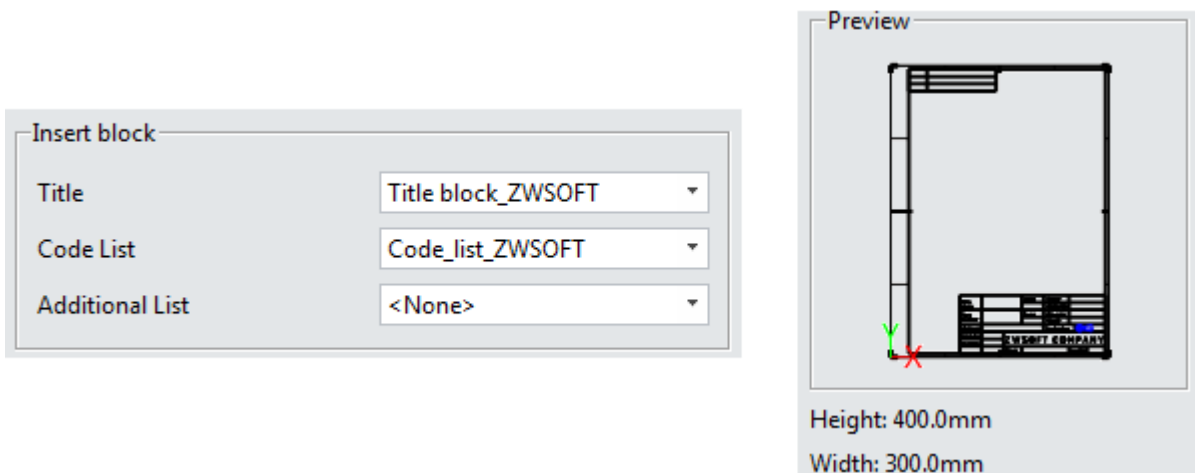 Insert block
Title
Title block_ZWSOFT
Code List
Code_list_ZWSOFT
Additional List
<None>
Preview
Y
X
ZWSOFT COMPANY
Height: 400.0mm
Width: 300.0mm